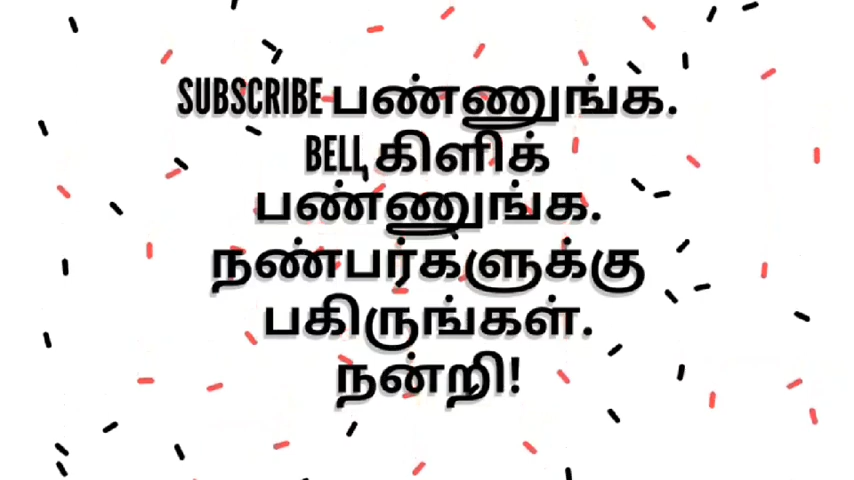 SUBSCRIBE பண்ணுங்க.
BELL கிளிக்
பண்ணுங்க.
நண்பர்களுக்கு
பகிருங்கள்.
நன்றி!